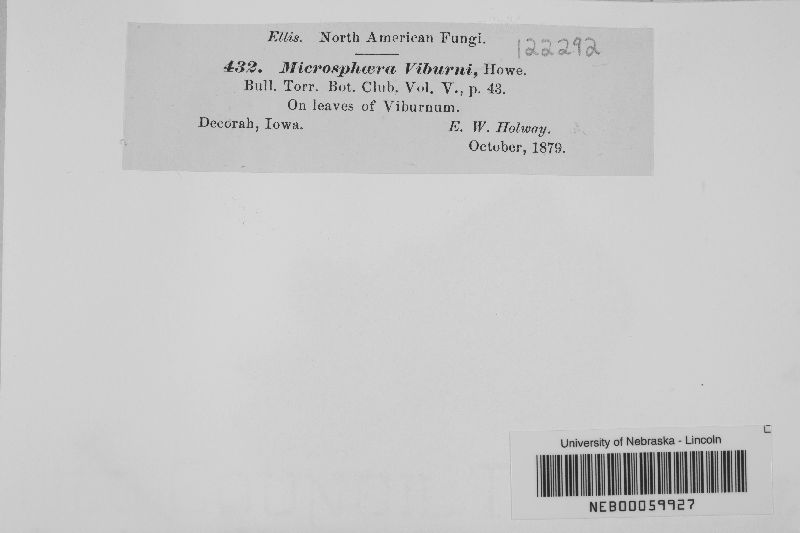 Ellis. North American Fungi.
122292
432. Microsphæra Viburni, Howe.
Bull. Torr. Bot. Club. Vol. V., p. 43.
On leaves of Viburnum.
Decorah, Iowa. E. W. Holway.
October, 1879.
University of Nebraska - Lincoln
NEB00059927